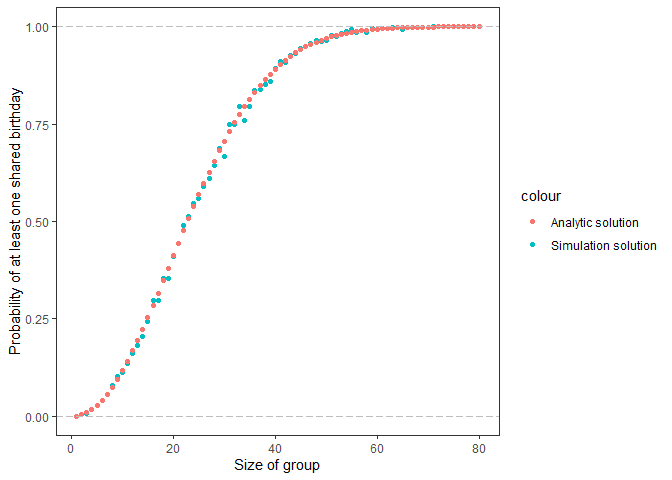 1.00
0.75
0.50
0.25
0.00
Probability of at least one shared birthday
0
20
40
60
80
Size of group
colour
Analytic solution
Simulation solution